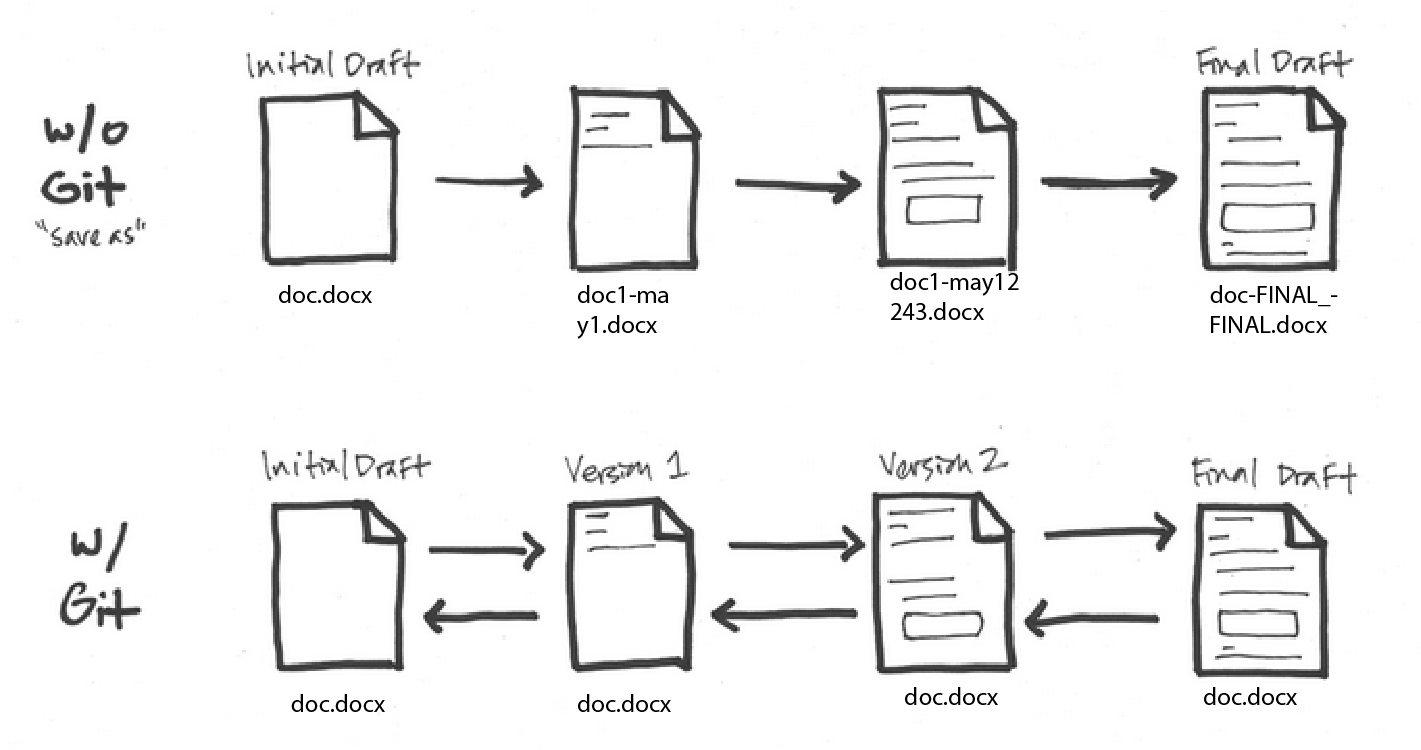 Initial Draft
Final Draft
w/o
Git
"save as"
doc.docx
doc1-ma
y1.docx
doc1-may12
243.docx
doc-FINAL_-
FINAL.docx
Initial Draft
Version 1
Version 2
Final Draft
w/
Git
doc.docx
doc.docx
doc.docx
doc.docx